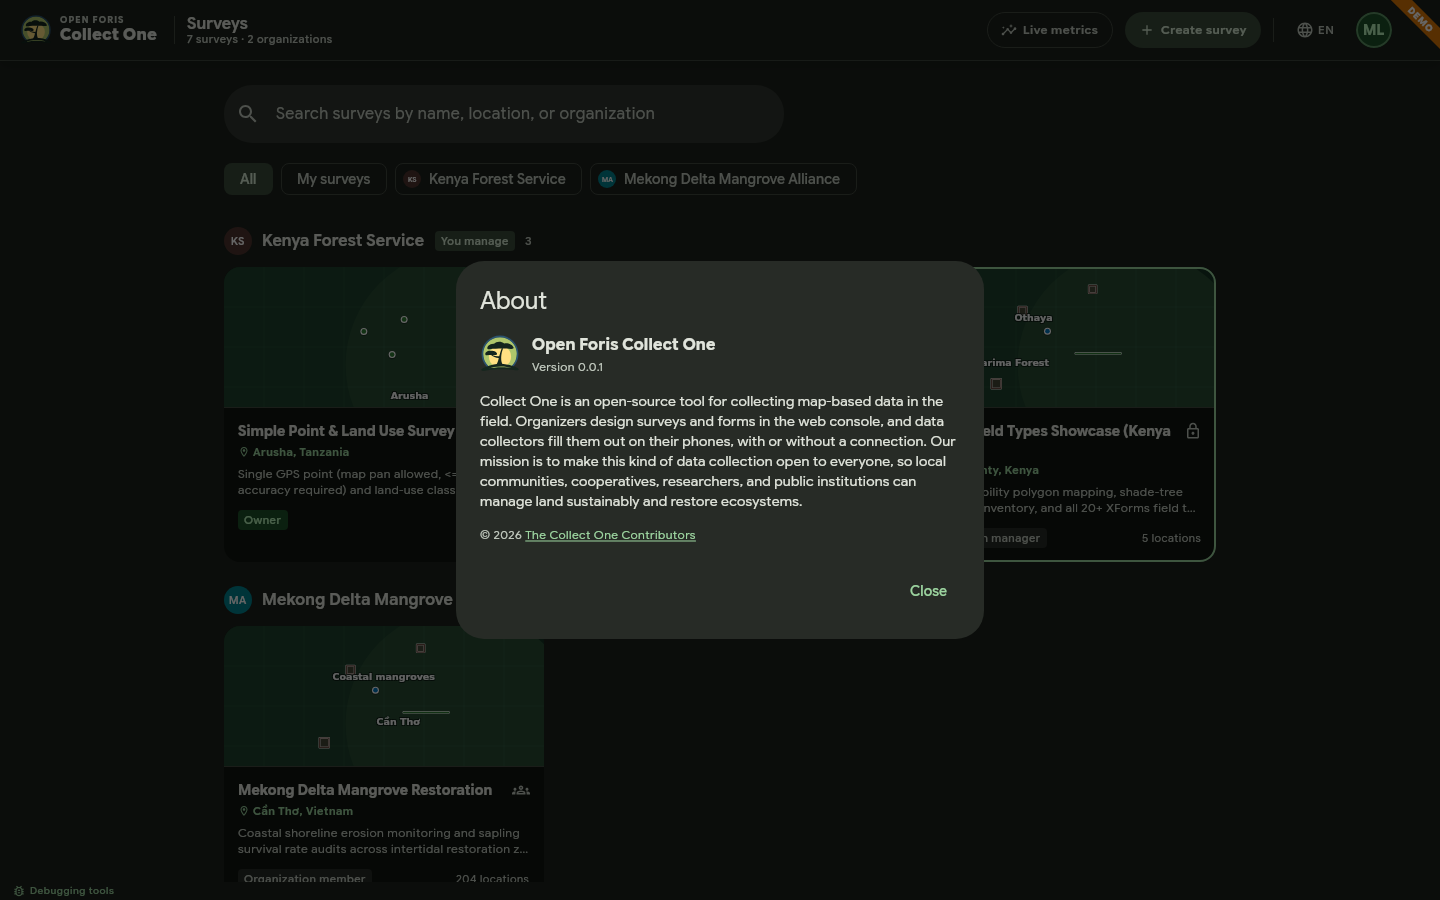 OPEN FORIS
Collect One
Surveys
7 surveys · 2 organizations
Live metrics
Create survey
EN
ML
DEMO
Search surveys by name, location, or organization
All
My surveys
KS
Kenya Forest Service
MA
Mekong Delta Mangrove Alliance
KS
Kenya Forest Service
You manage
3
Arusha
Simple Point & Land Use Survey
Arusha, Tanzania
Single GPS point (map pan allowed, <=
accuracy required) and land-use class
Owner
Othaya
arima Forest
eld Types Showcase (Kenya
nty, Kenya
bility polygon mapping, shade-tree
nventory, and all 20+ XForms field t...
n manager
5 locations
About
Open Foris Collect One
Version 0.0.1
Collect One is an open-source tool for collecting map-based data in the
field. Organizers design surveys and forms in the web console, and data
collectors fill them out on their phones, with or without a connection. Our
mission is to make this kind of data collection open to everyone, so local
communities, cooperatives, researchers, and public institutions can
manage land sustainably and restore ecosystems.
© 2026 The Collect One Contributors
Close
MA
Mekong Delta Mangrove
Coastal mangroves
Cần Thơ
Mekong Delta Mangrove Restoration
Cần Thơ, Vietnam
Coastal shoreline erosion monitoring and sapling
survival rate audits across intertidal restoration z...
Organization member
204 locations
Debugging tools